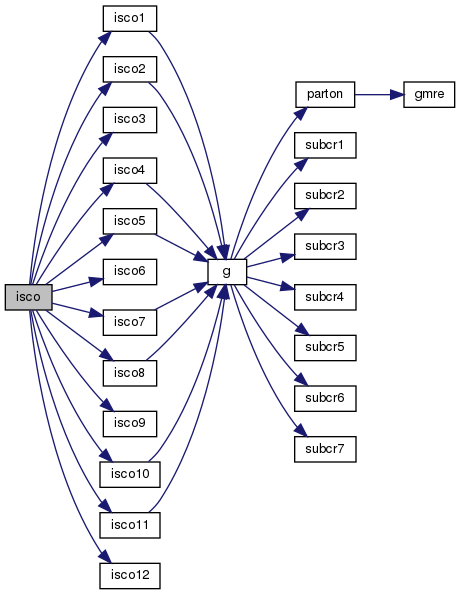 isco
isco1
isco2
isco3
isco4
isco5
isco6
isco7
isco8
isco9
isco10
isco11
isco12
g
parton
subcr1
subcr2
subcr3
subcr4
subcr5
subcr6
subcr7
gmre